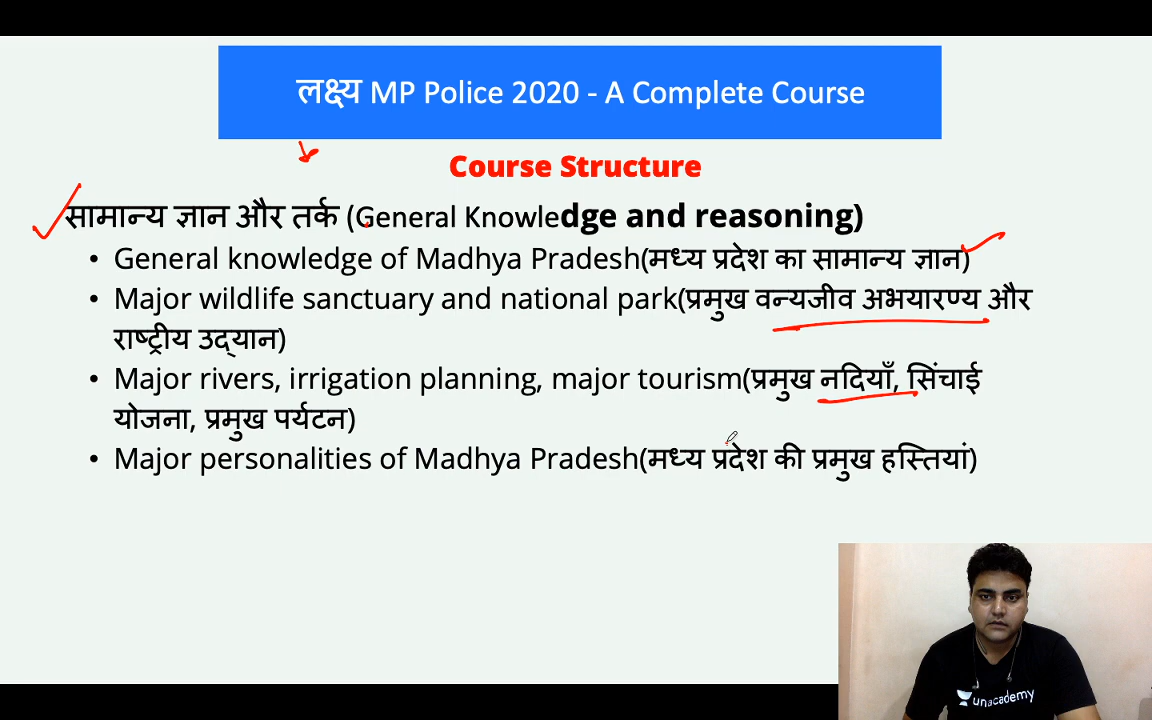 लक्ष्य MP Police 2020 - A Complete Course
Course Structure
सामान्य ज्ञान और तर्क (General Knowledge and reasoning)
• General knowledge of Madhya Pradesh(मध्य प्रदेश का सामान्य ज्ञान)
• Major wildlife sanctuary and national park(प्रमुख वन्यजीव अभयारण्य और
राष्ट्रीय उद्यान)
• Major rivers, irrigation planning, major tourism(प्रमुख नदियाँ, सिंचाई
योजना, प्रमुख पर्यटन)
• Major personalities of Madhya Pradesh(मध्य प्रदेश की प्रमुख हस्तियां)
unacademy